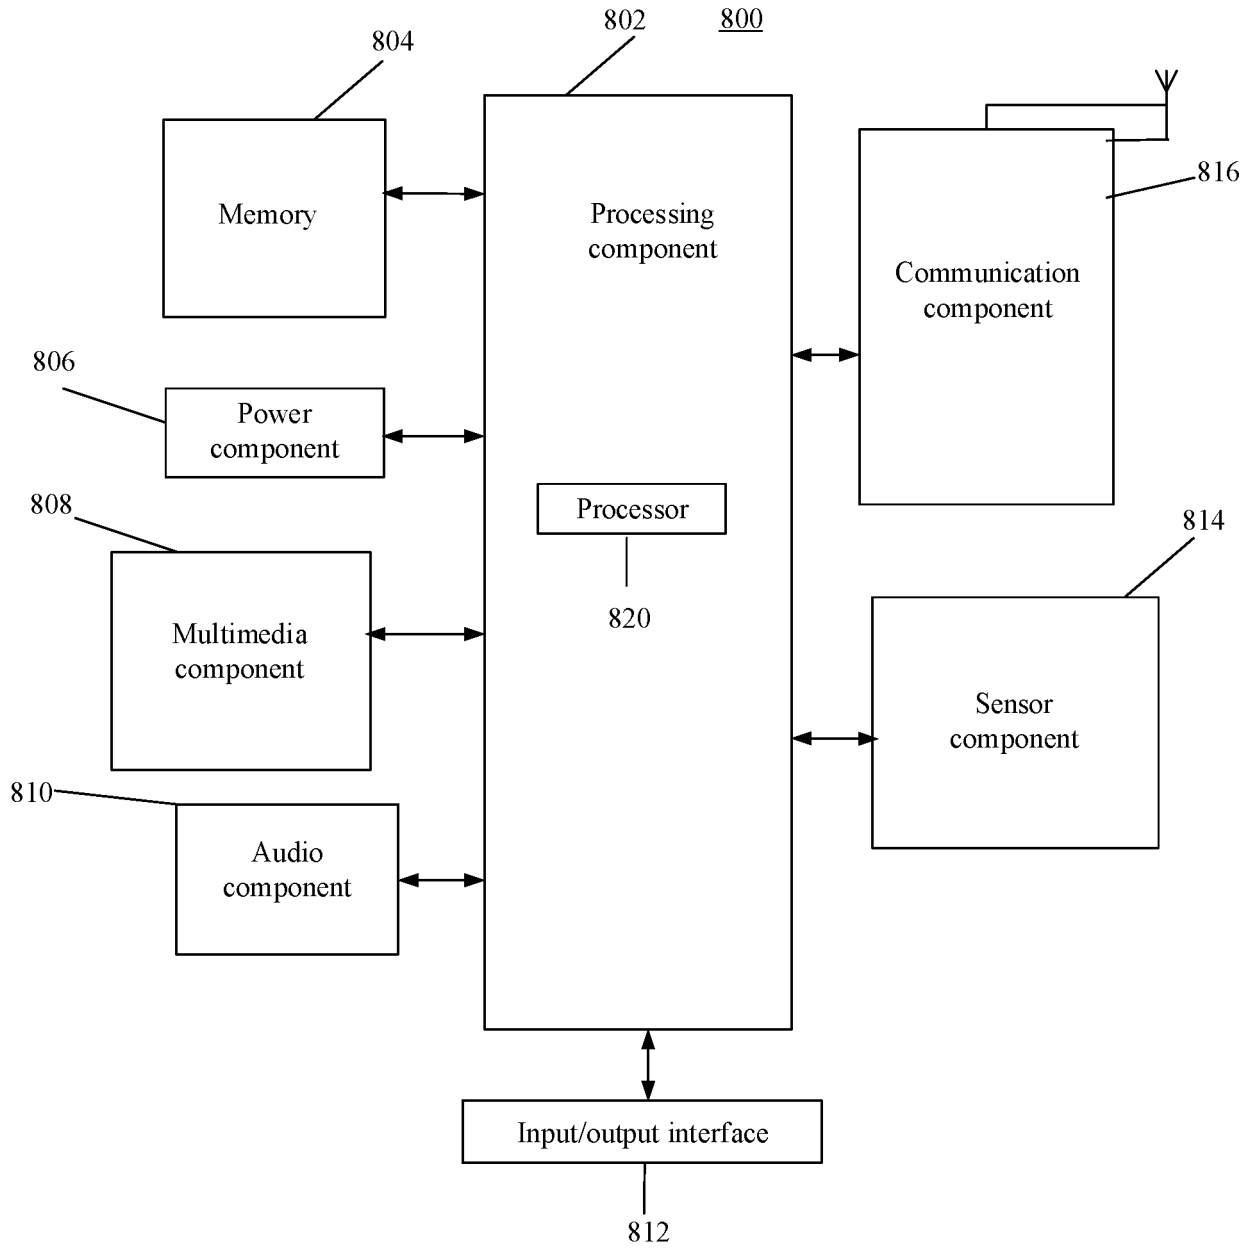 802
800
804
Memory
Processing
component
816
Communication
component
806
Power
component
808
Processor
814
820
Multimedia
component
Sensor
component
810
Audio
component
Input/output interface
812